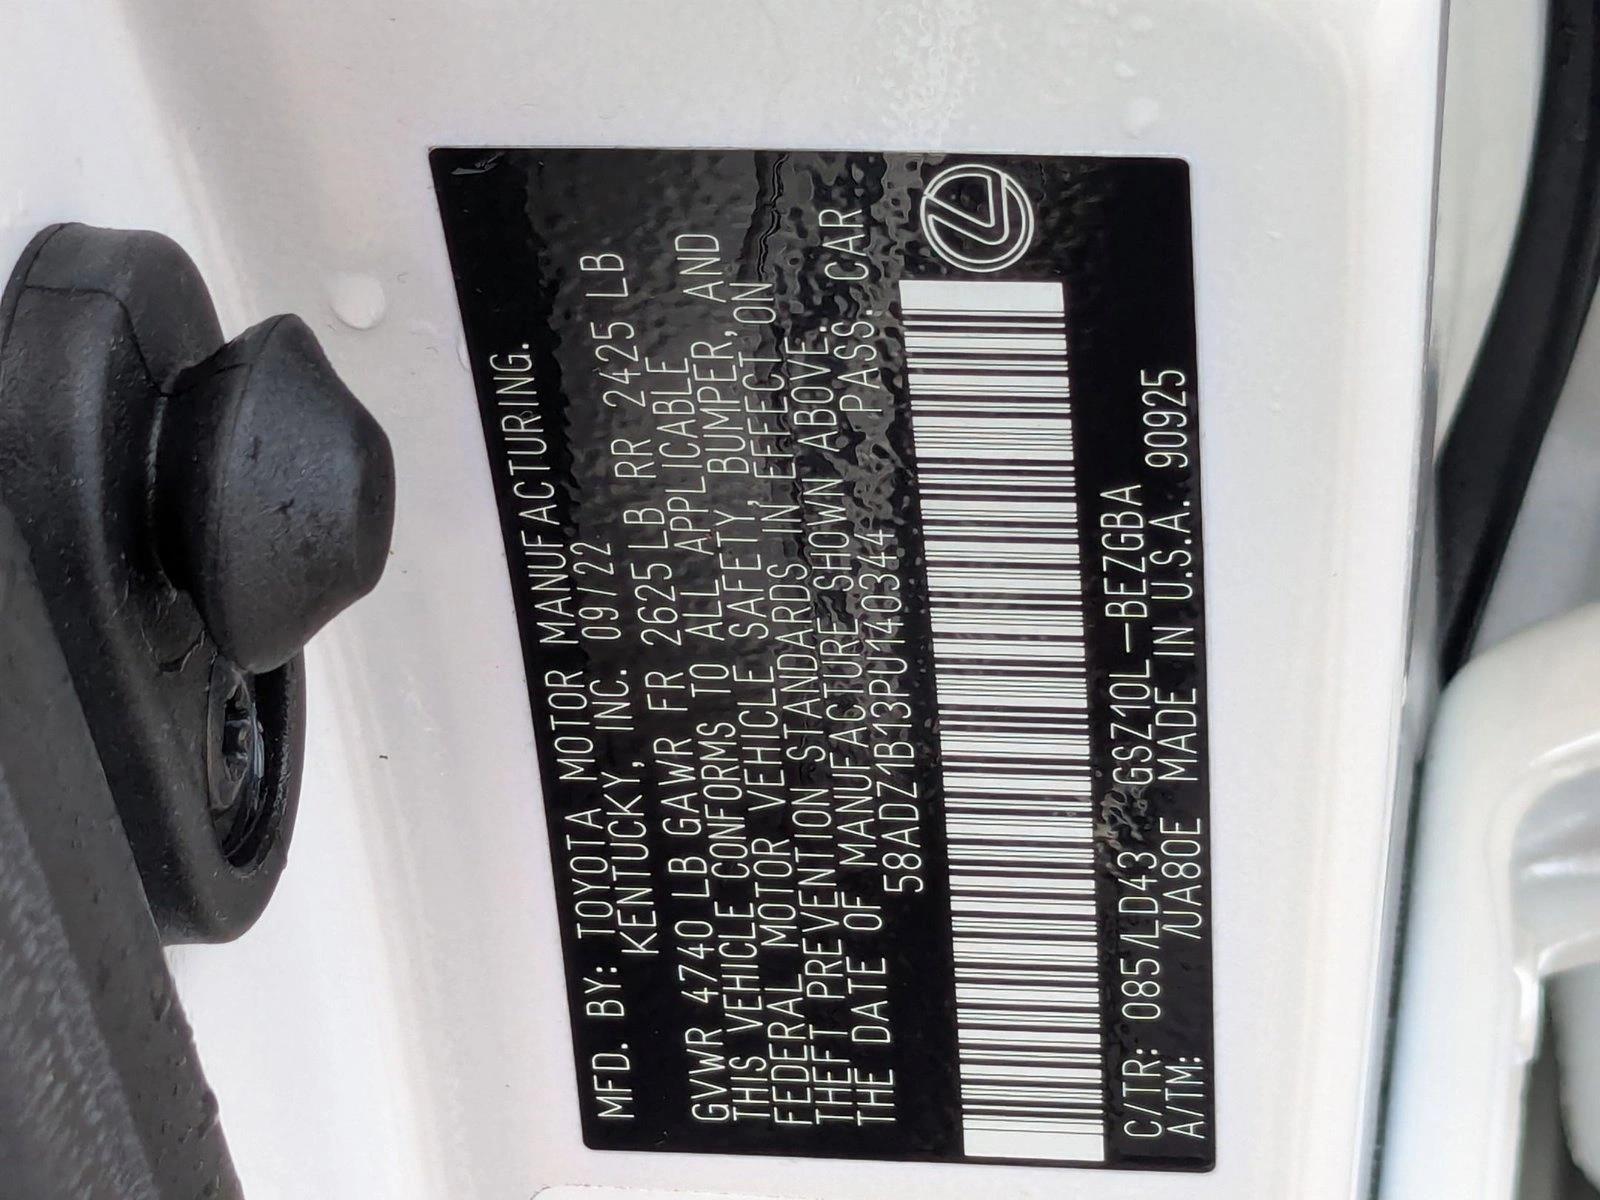 MFD. BY: TOYOTA MOTOR MANUFACTURING.
KENTUCKY, INC. 09/22
GVWR 4740 LB GAWR FR 2625 LB RR 2425 LB
THIS VEHICLE CONFORMS TO ALL APPLICABLE
FEDERAL MOTOR VEHICLE SAFETY, BUMPER, AND
THEFT PREVENTION STANDARDS IN EFFECT ON
THE DATE OF MANUFACTURE SHOWN ABOVE.
58ADZ1B13PU140344 PASS. CAR
C/TR: 085/LD43 GSZ10L-BEZGBA
A/TM: /UA80E MADE IN U.S.A. 90925